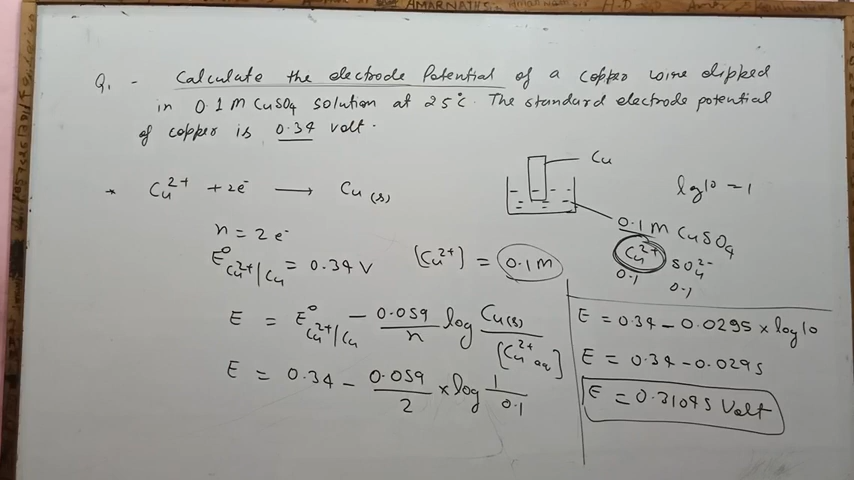 Q1 - Calculate the electrode Potential of a copper wire dipped
in 0.1 M CuSO4 solution at 25°C. The standard electrode potential
of copper is 0.34 volt.
* Cu2+ + 2e- → Cu(s)
Cu
log10 = 1
0.1 M CuSO4
Cu2+ SO42-
0.1 0.1
n = 2e-
E°Cu2+/Cu = 0.34 V [Cu2+] = 0.1 M
E = E°Cu2+/Cu - 0.059/n log Cu(s)/[Cu2+aq]
E = 0.34 - 0.059/2 × log 1/0.1
E = 0.34 - 0.0295 × log10
E = 0.34 - 0.0295
E = 0.31045 Volt